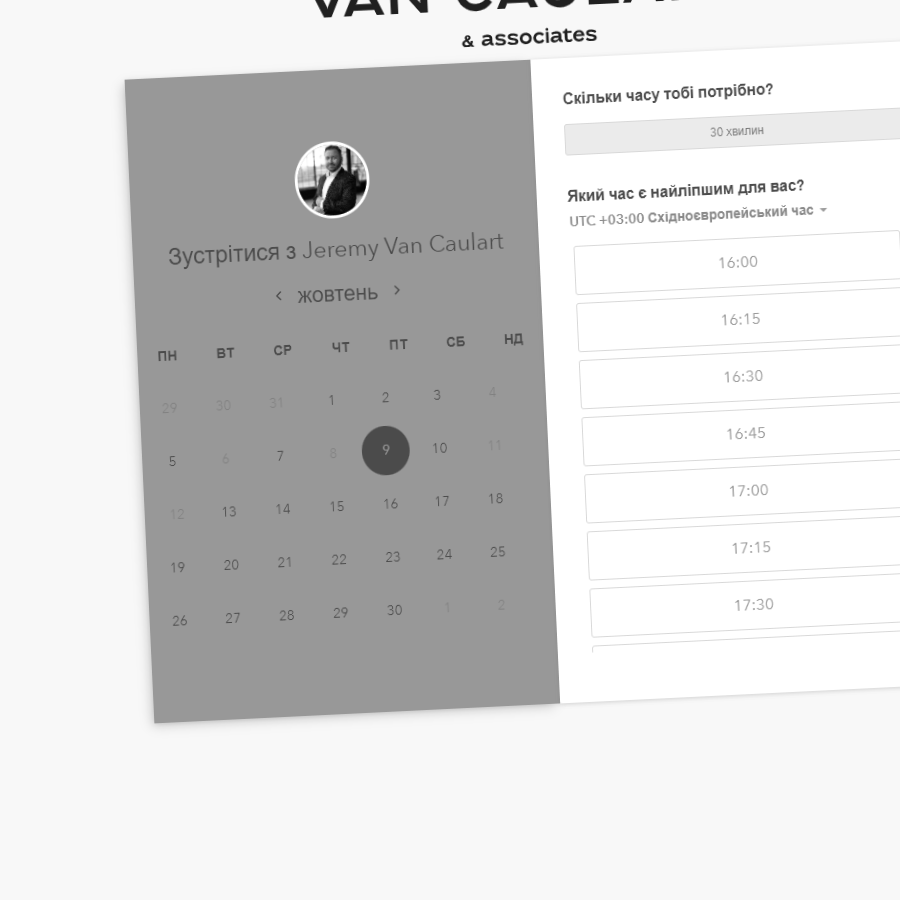 & associates
Зустрітися з Jeremy Van Caulart
жовтень
ПН ВТ СР ЧТ ПТ СБ НД
29 30 31 1 2 3 4
5 6 7 8 9 10 11
12 13 14 15 16 17 18
19 20 21 22 23 24 25
26 27 28 29 30 1 2
Скільки часу тобі потрібно?
30 хвилин
Який час є найліпшим для вас?
UTC +03:00 Східноєвропейський час
16:00
16:15
16:30
16:45
17:00
17:15
17:30